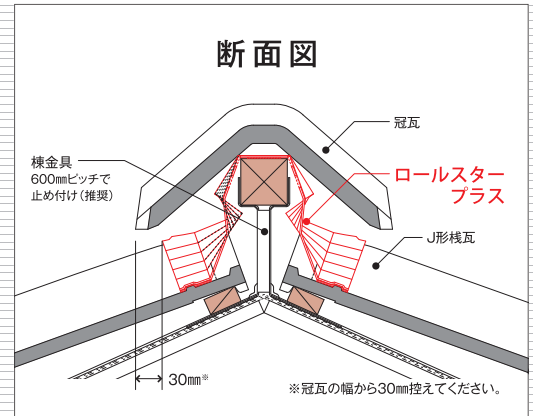 断面図
冠瓦
棟金具
600㎜ピッチで
止め付け（推奨）
ロールスター
プラス
J形桟瓦
30㎜※
※冠瓦の幅から30㎜控えてください。